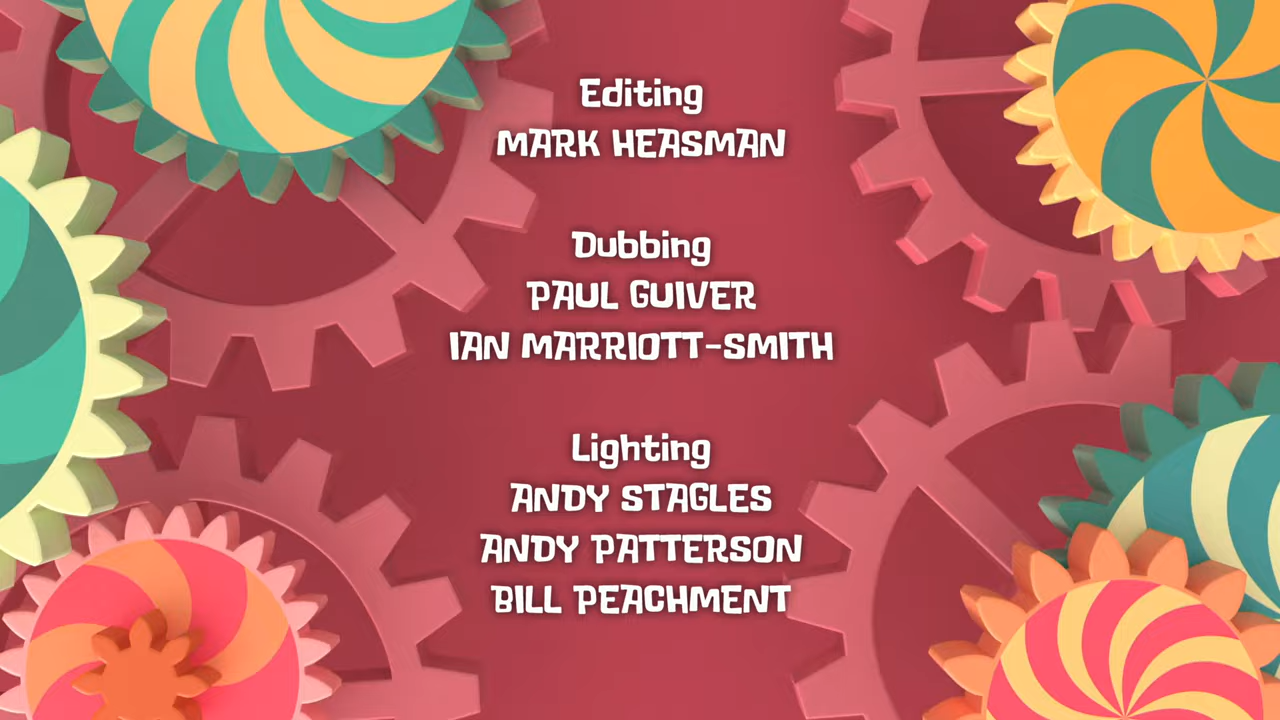 Editing
MARK HEASMAN
Dubbing
PAUL GUIVER
IAN MARRIOTT-SMITH
Lighting
ANDY STAGLES
ANDY PATTERSON
BILL PEACHMENT